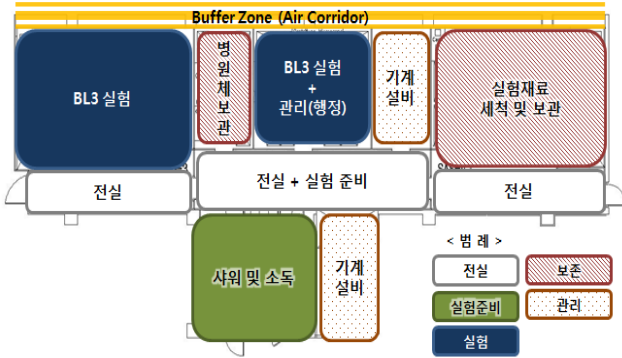 Buffer Zone (Air Corridor)
BL3 실험
병
원
체
보
관
BL3 실험
+
관리(행정)
기계
설비
실험재료
세척 및 보관
전실
전실 + 실험 준비
전실
샤워 및 소독
기계
설비
< 범 례 >
전실
보존
실험준비
관리
실험